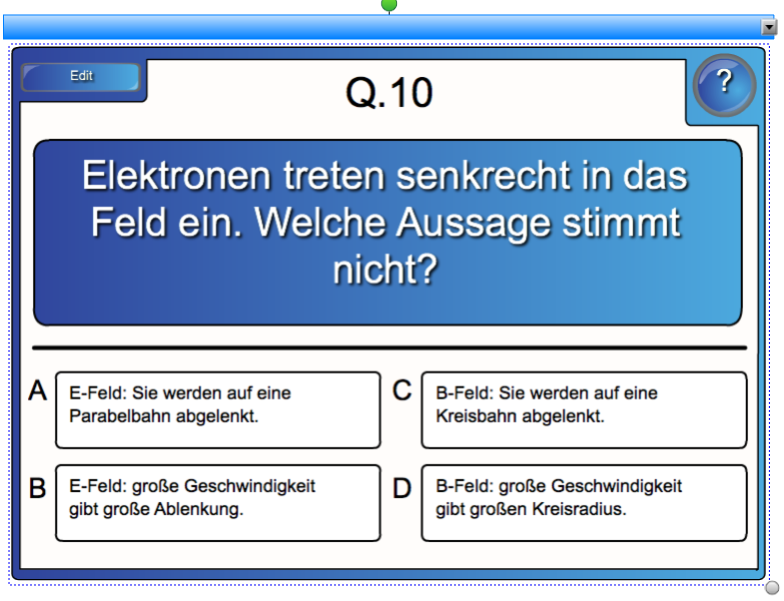 Edit
Q.10
?
Elektronen treten senkrecht in das
Feld ein. Welche Aussage stimmt
nicht?
A
E-Feld: Sie werden auf eine
Parabelbahn abgelenkt.
C
B-Feld: Sie werden auf eine
Kreisbahn abgelenkt.
B
E-Feld: große Geschwindigkeit
gibt große Ablenkung.
D
B-Feld: große Geschwindigkeit
gibt großen Kreisradius.